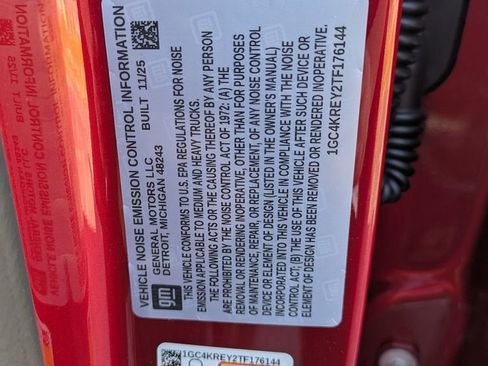 VEHICLE NOISE EMISSION CONTROL INFORMATION
GENERAL MOTORS LLC BUILT 11/25
DETROIT, MICHIGAN 48243
gm
VEHICLE CONFORMS TO U.S. EPA REGULATIONS FOR NOISE
EMISSION APPLICABLE TO MEDIUM AND HEAVY TRUCKS.
THE FOLLOWING ACTS OR THE CAUSING THEREOF BY ANY PERSON
ARE PROHIBITED BY THE NOISE CONTROL ACT OF 1972: (A) THE
REMOVAL OR RENDERING INOPERATIVE, OTHER THAN FOR PURPOSES
OF MAINTENANCE, REPAIR, OR REPLACEMENT, OF ANY NOISE CONTROL
DEVICE OR ELEMENT OF DESIGN (LISTED IN THE OWNER'S MANUAL)
INCORPORATED INTO THIS VEHICLE IN COMPLIANCE WITH THE NOISE
CONTROL ACT; (B) THE USE OF VEHICLE AFTER SUCH DEVICE OR
ELEMENT OF DESIGN HAS BEEN REMOVED OR RENDERED INOPERATIVE.
1GC4KREY2TF176144
1GC4KREY2TF176144